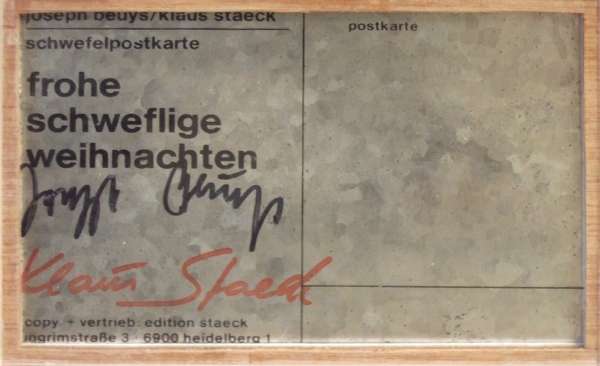 joseph beuys/klaus staeck
postkarte
schwefelpostkarte
frohe
schweflige
weihnachten
Joseph Beuys
Klaus Staeck
copy + vertrieb: edition staeck
ingrimstraße 3 · 6900 heidelberg 1